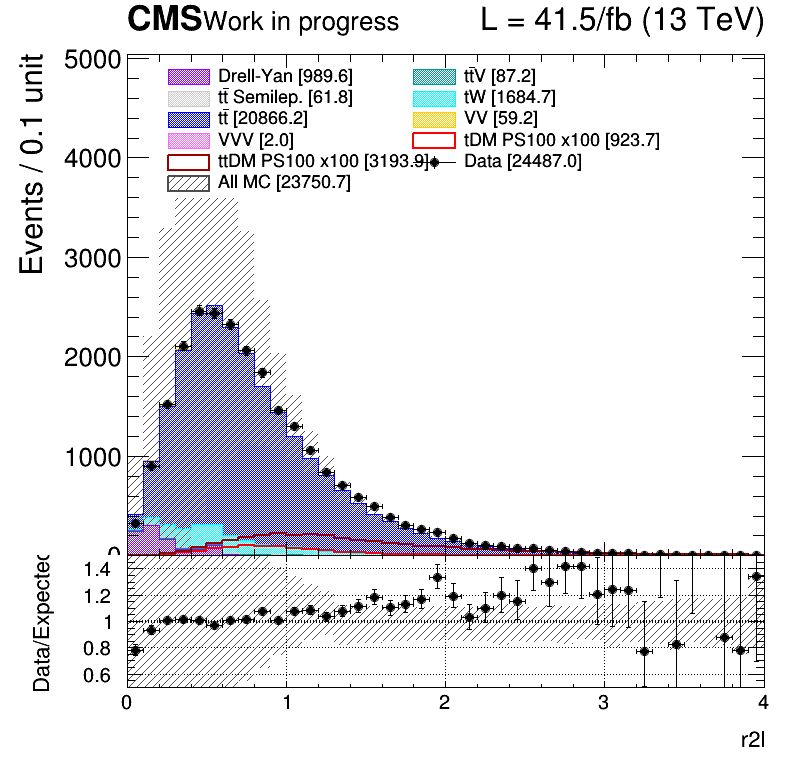 CMS Work in progress L = 41.5/fb (13 TeV)
Events / 0.1 unit
5000
4000
3000
2000
1000
0
Drell-Yan [989.6]
tt̄V [87.2]
tt̄ Semilep. [61.8]
tW [1684.7]
tt̄ [20866.2]
VV [59.2]
VVV [2.0]
tDM PS100 x100 [923.7]
ttDM PS100 x100 [3193.9]
Data [24487.0]
All MC [23750.7]
Data/Expected
1.4
1.2
1
0.8
0.6
0 1 2 3 4
r2l